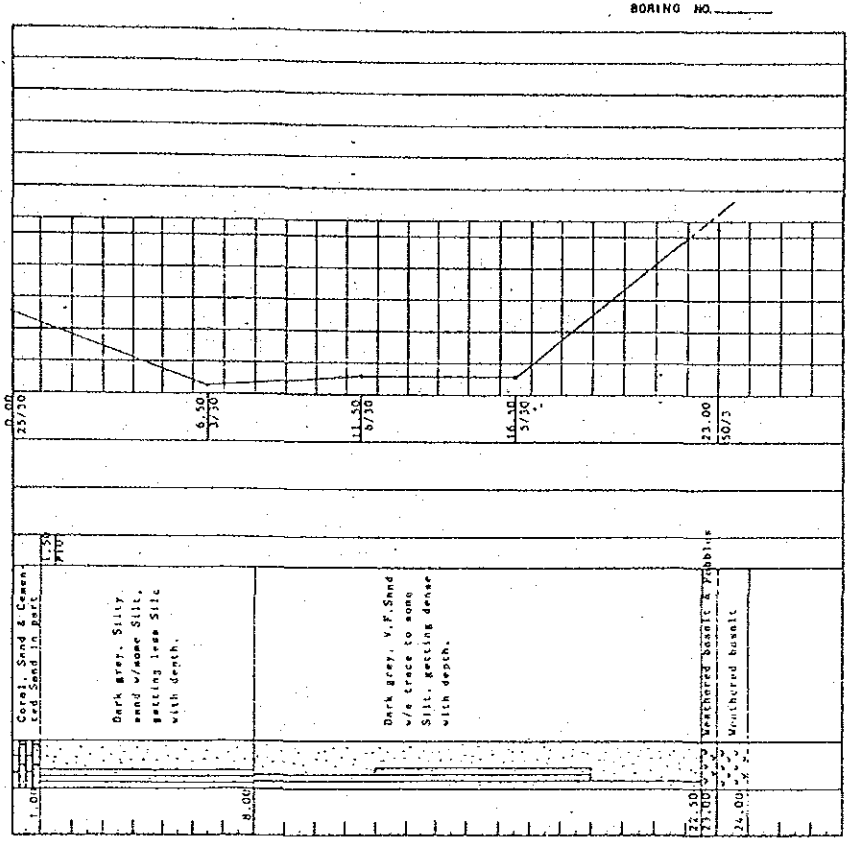 BORING NO.
0.00
25/30
6.50
3/30
11.50
6/30
16.50
5/30
23.00
50/3
1.50
Coral, Sand & Cemen-
ted Sand in part
Dark grey, Silty
sand w/some Silt,
getting less Silt
with depth.
Dark grey, V.F.Sand
w/a trace to some
Silt, getting dense
with depth.
Weathered basalt & Pebbles
Weathered basalt
1.00
8.00
22.50
23.00
24.00